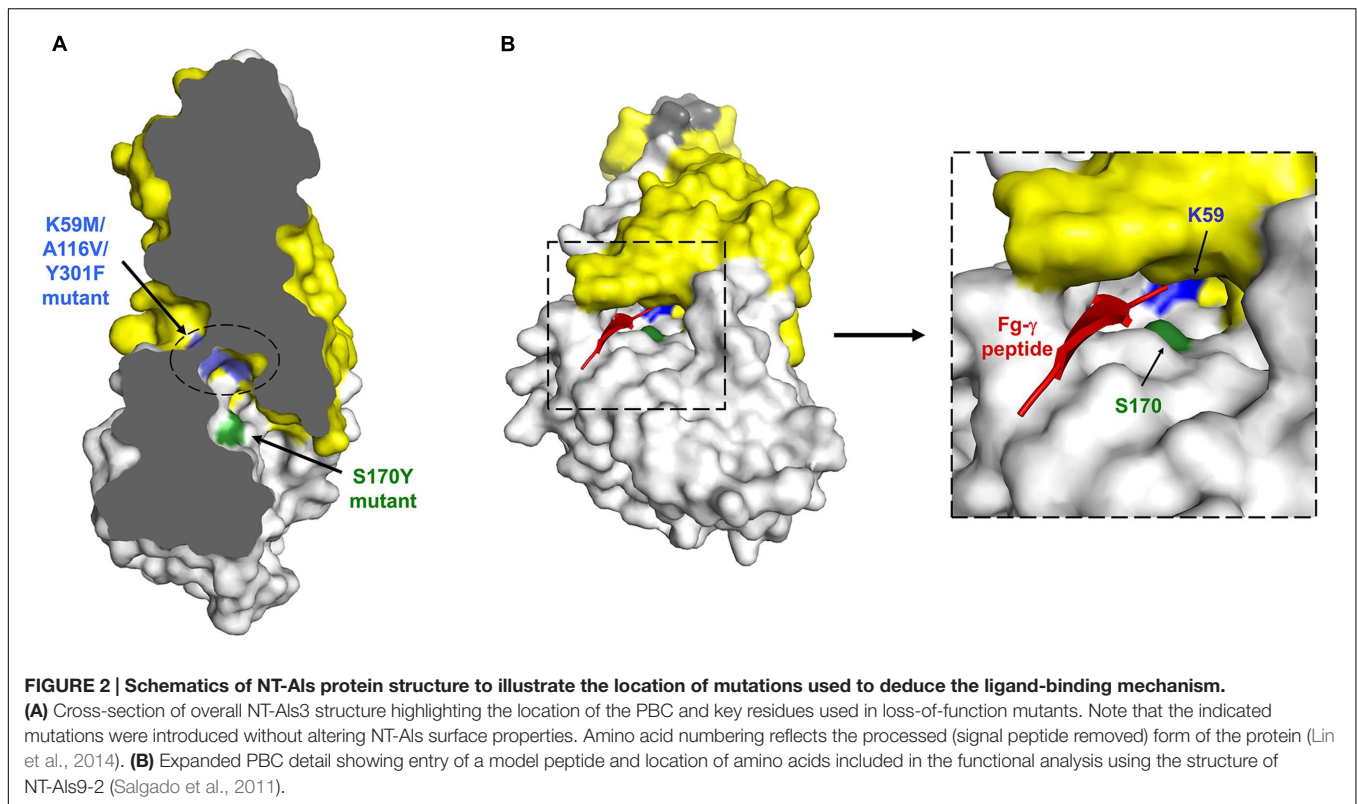 A
B
K59M/
A116V/
Y301F
mutant
S170Y
mutant
K59
Fg-γ
peptide
S170
FIGURE 2 | Schematics of NT-Als protein structure to illustrate the location of mutations used to deduce the ligand-binding mechanism.
(A) Cross-section of overall NT-Als3 structure highlighting the location of the PBC and key residues used in loss-of-function mutants. Note that the indicated
mutations were introduced without altering NT-Als surface properties. Amino acid numbering reflects the processed (signal peptide removed) form of the protein (Lin
et al., 2014). (B) Expanded PBC detail showing entry of a model peptide and location of amino acids included in the functional analysis using the structure of
NT-Als9-2 (Salgado et al., 2011).